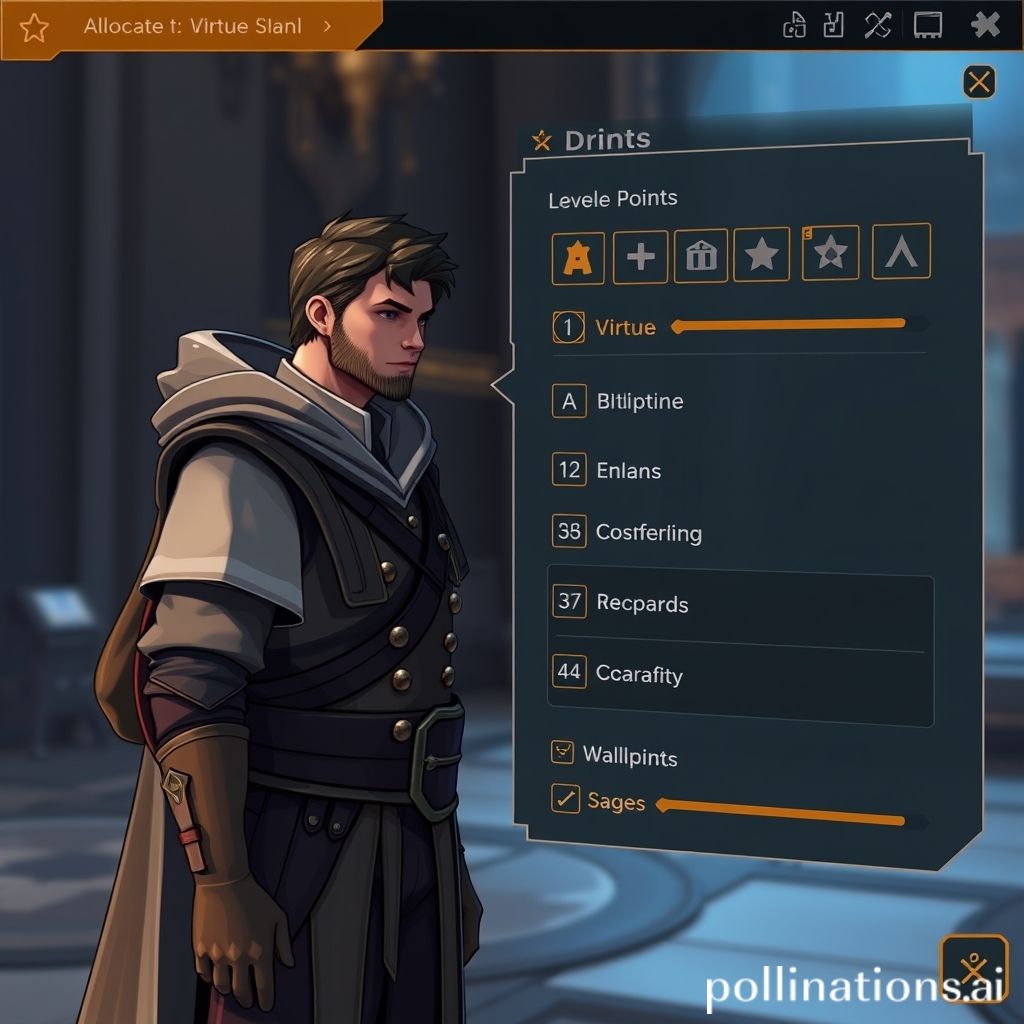 Allocate t: Virtue Slanl >
Drints
Levele Points
1 Virtue
A Bitliptine
12 Enlans
38 Costferling
37 Recpards
44 Ccarafity
Walllpints
Sages
pollinations.ai